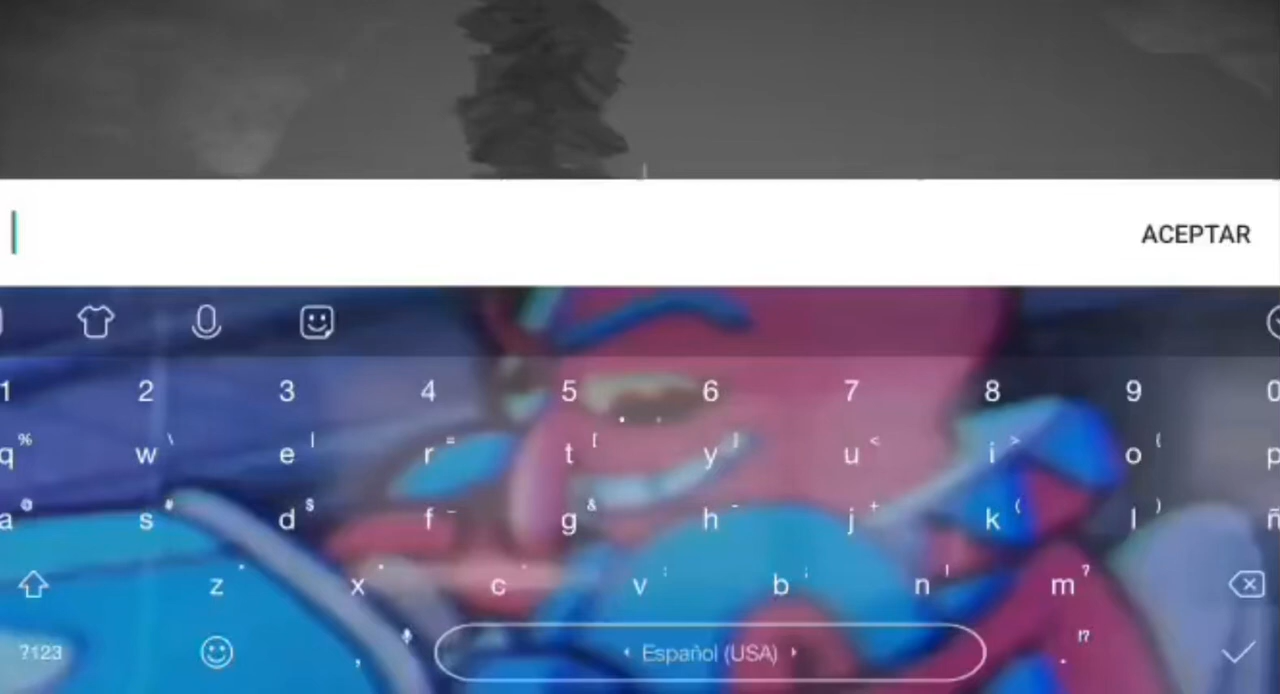 ACEPTAR
1 2 3 4 5 6 7 8 9 0
q % w \ e | r = t [ y ] u < i > o { p
a @ s # d $ f _ g & h - j + k ( l ) ñ
z x c v : b ; n ! m ?
?123 , Español (USA) . !?